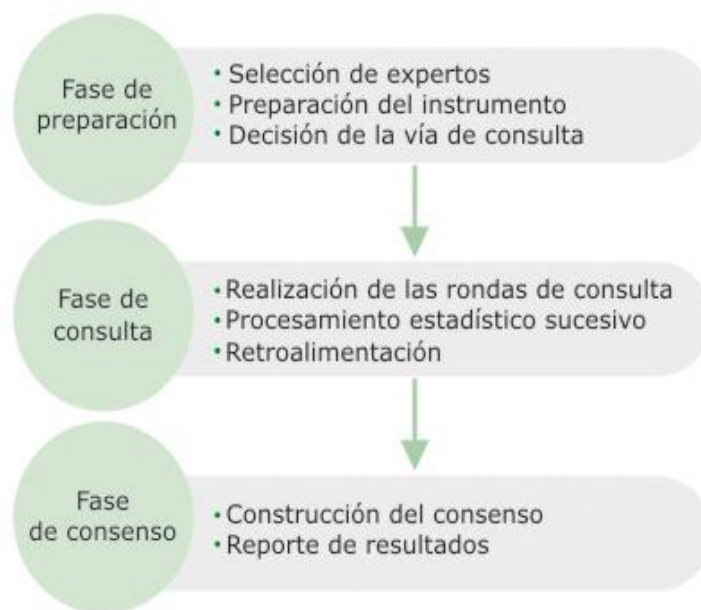 Fase de
preparación
• Selección de expertos
• Preparación del instrumento
• Decisión de la vía de consulta
Fase de
consulta
• Realización de las rondas de consulta
• Procesamiento estadístico sucesivo
• Retroalimentación
Fase
de consenso
• Construcción del consenso
• Reporte de resultados